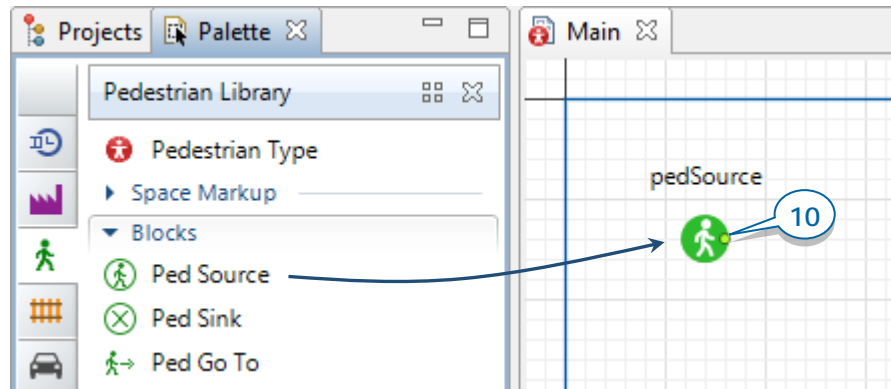 Projects
Palette
Main
Pedestrian Library
Pedestrian Type
Space Markup
Blocks
Ped Source
Ped Sink
Ped Go To
pedSource
10